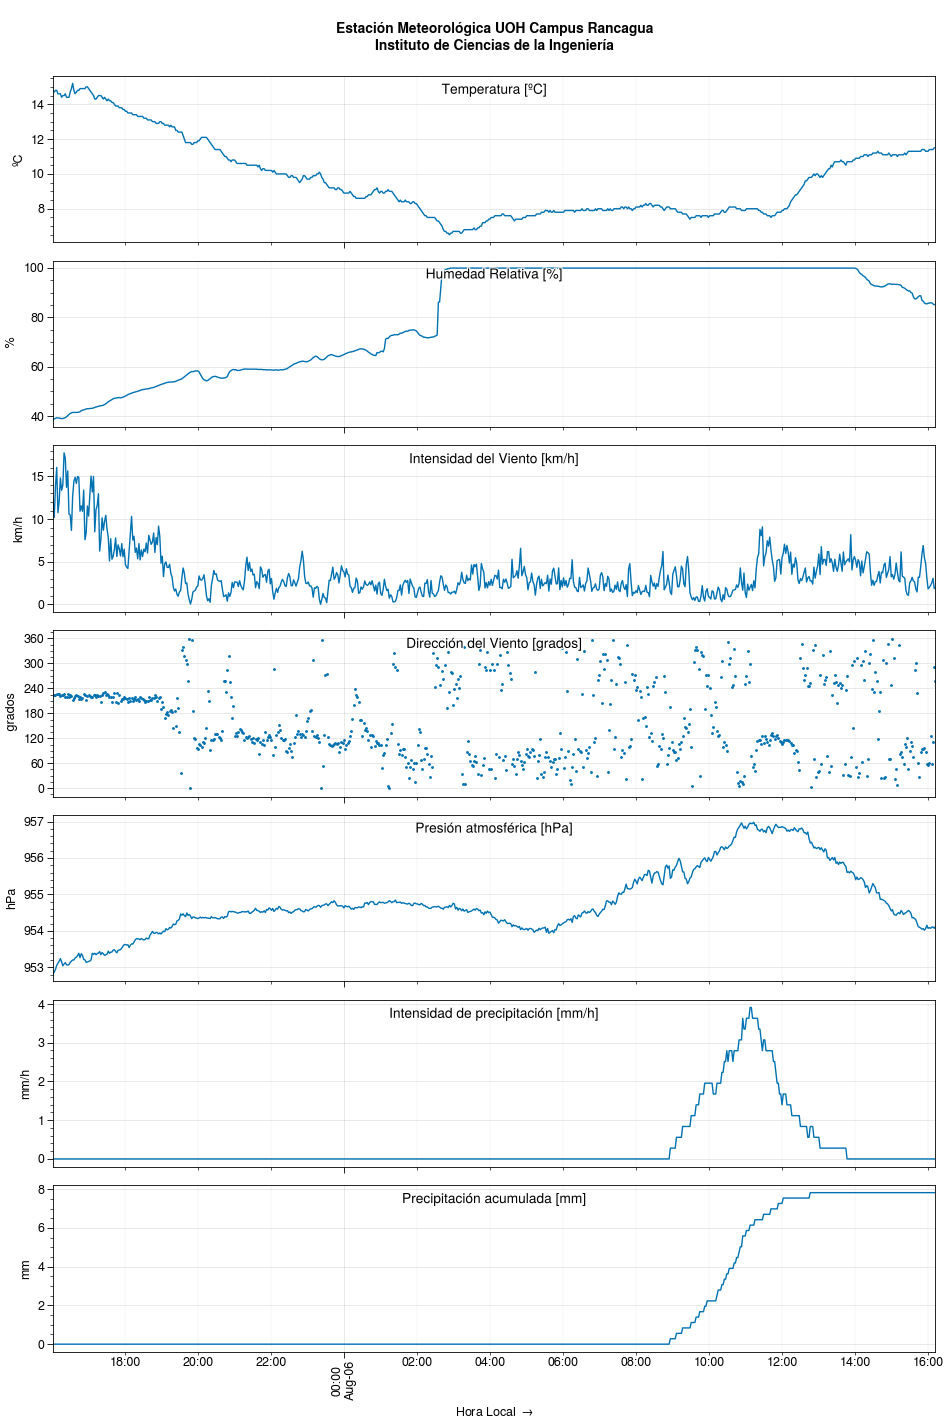 Estación Meteorológica UOH Campus Rancagua
Instituto de Ciencias de la Ingeniería
Temperatura [ºC]
ºC
14
12
10
8
Humedad Relativa [%]
%
100
80
60
40
Intensidad del Viento [km/h]
km/h
15
10
5
0
Dirección del Viento [grados]
grados
360
300
240
180
120
60
0
Presión atmosférica [hPa]
hPa
957
956
955
954
953
Intensidad de precipitación [mm/h]
mm/h
4
3
2
1
0
Precipitación acumulada [mm]
mm
8
6
4
2
0
18:00 20:00 22:00 00:00 02:00 04:00 06:00 08:00 10:00 12:00 14:00 16:00
Aug-06
Hora Local →